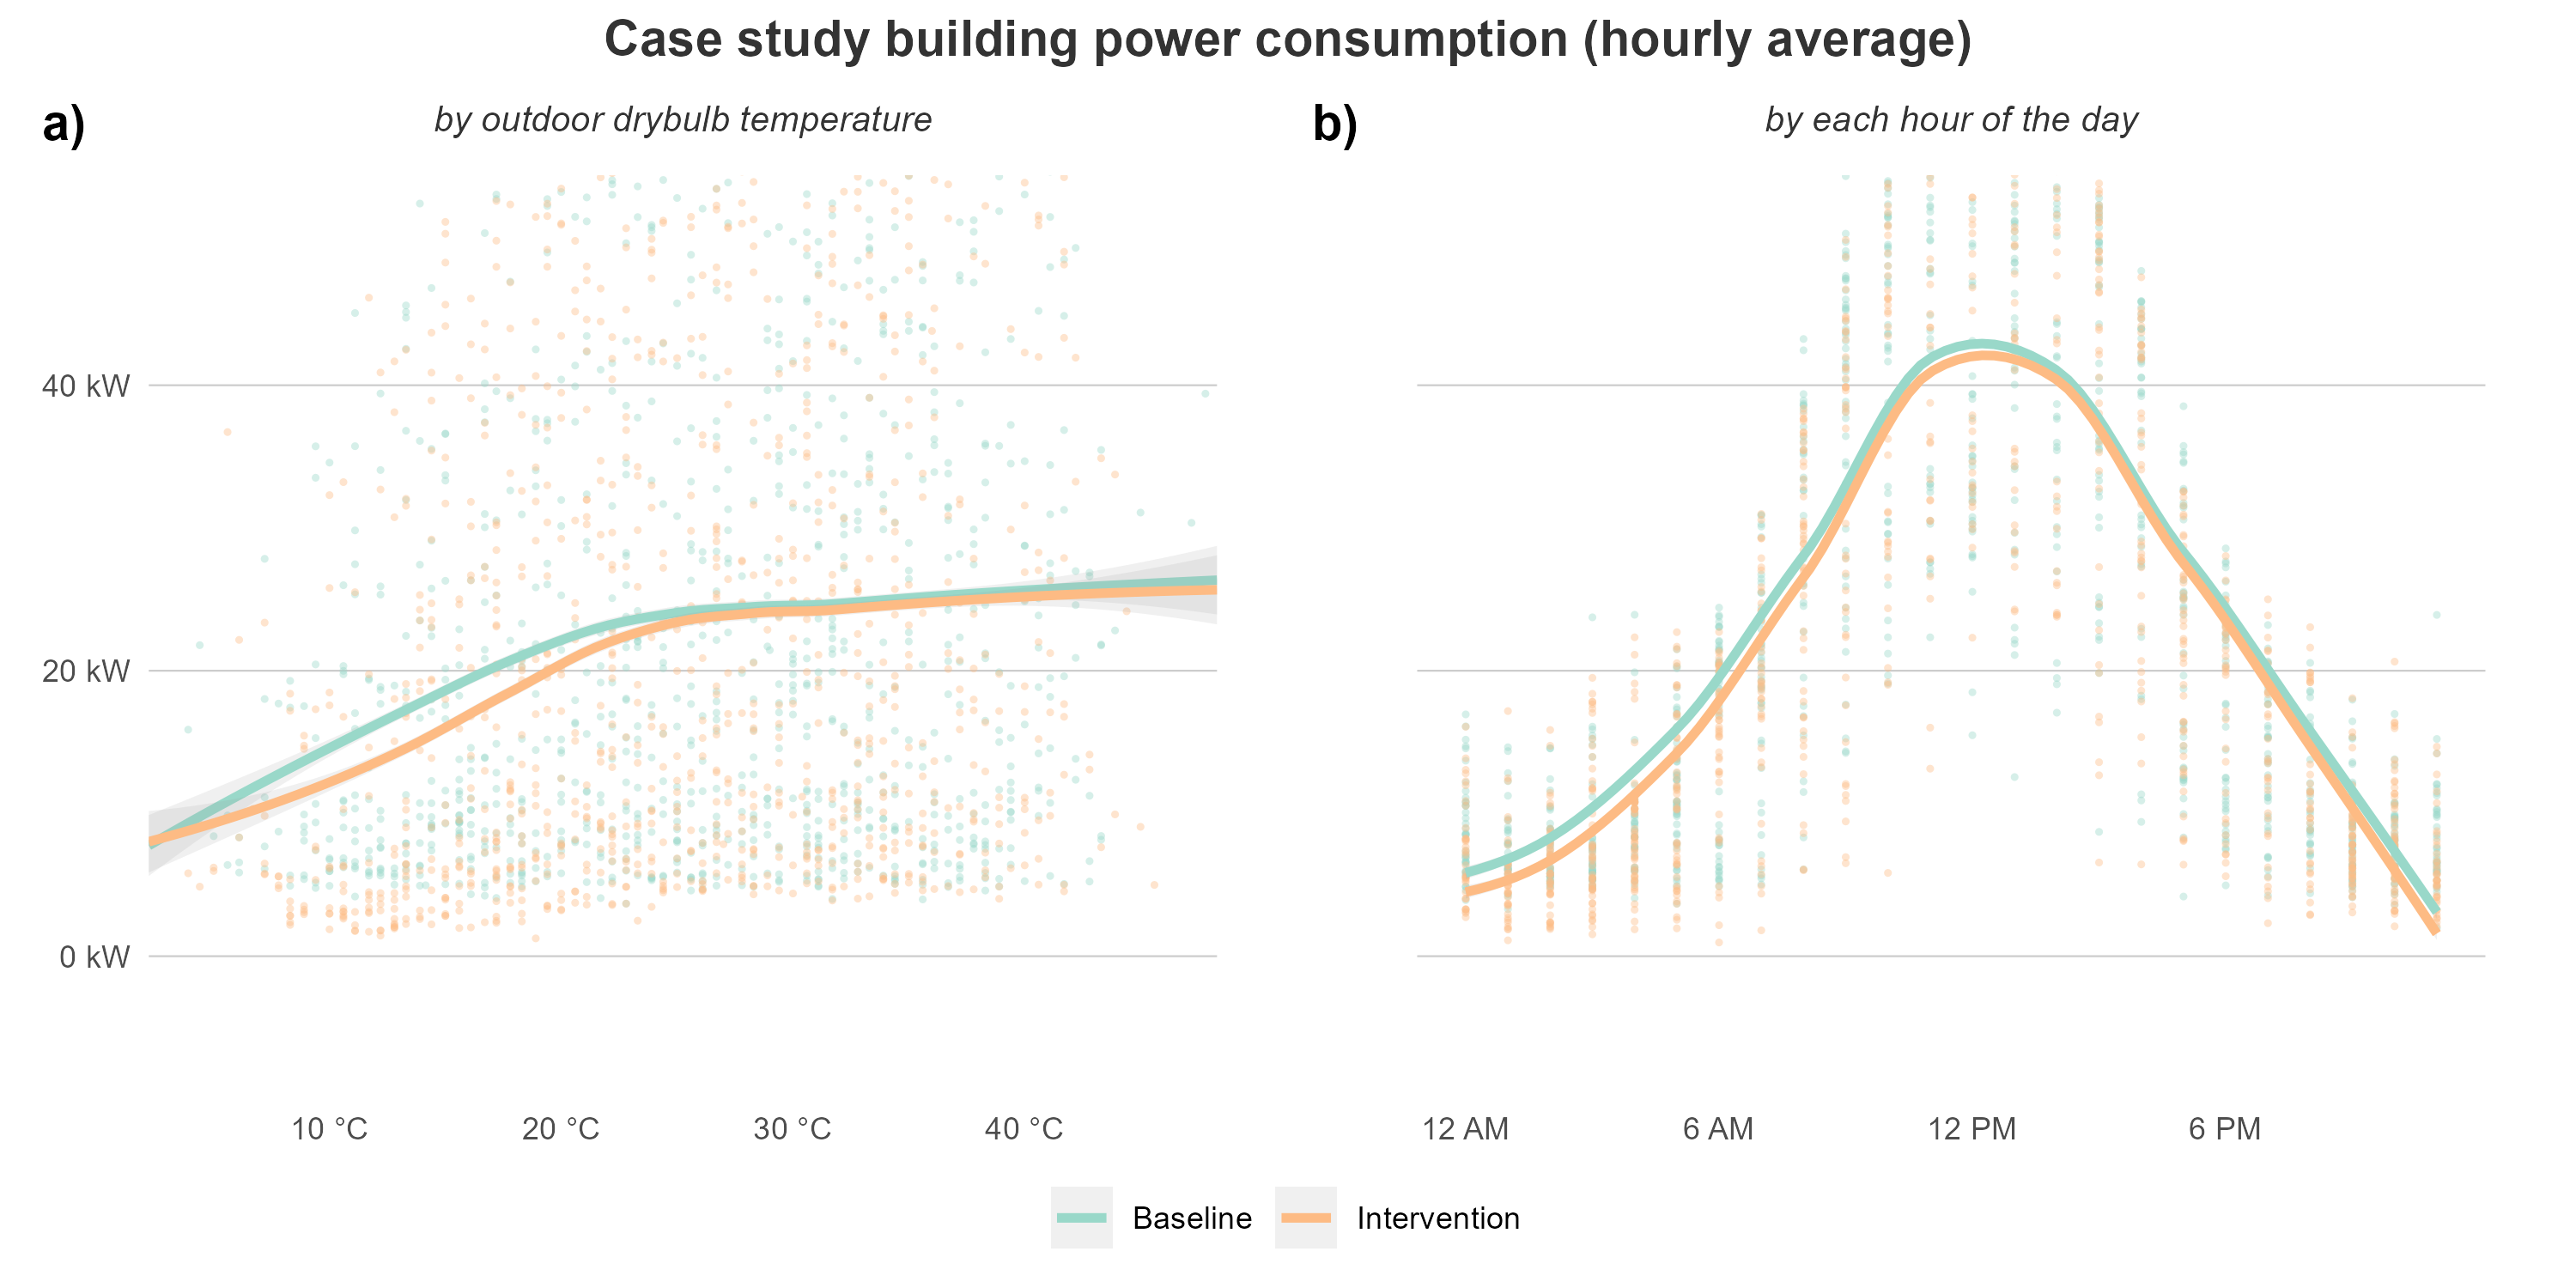 Case study building power consumption (hourly average)
a)
by outdoor drybulb temperature
b)
by each hour of the day
40 kW
20 kW
0 kW
10 °C 20 °C 30 °C 40 °C
12 AM 6 AM 12 PM 6 PM
Baseline Intervention